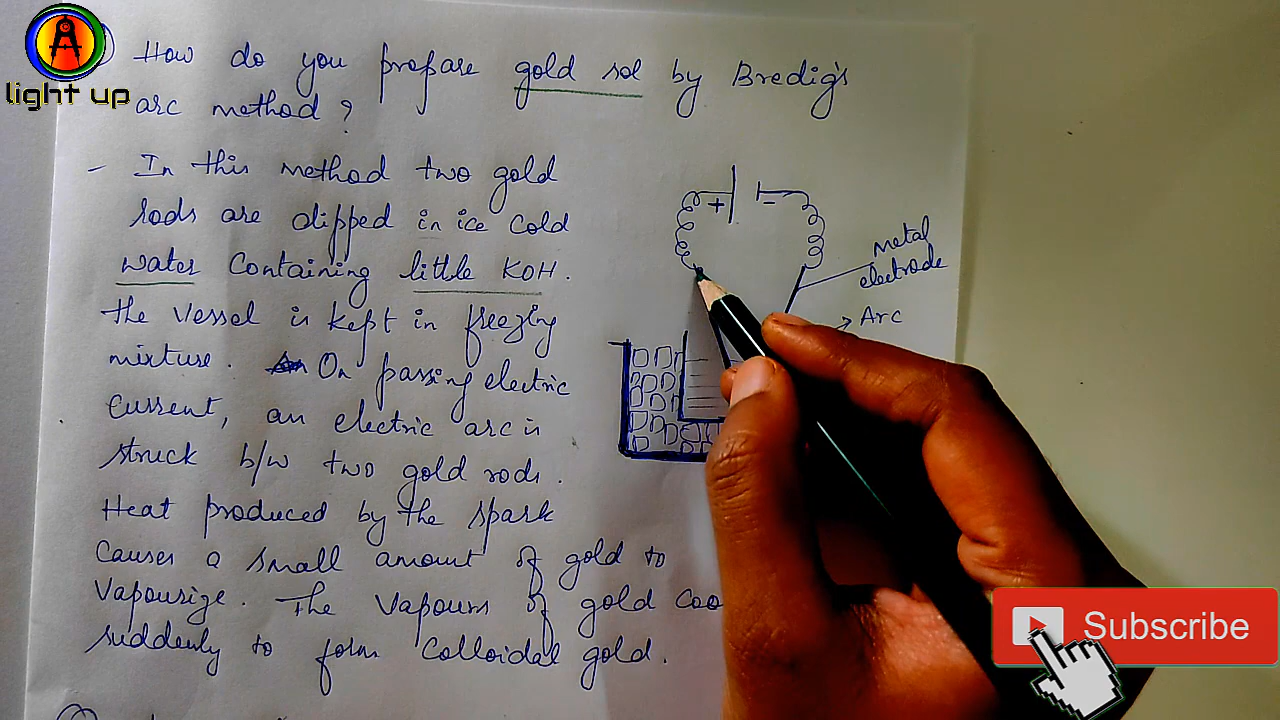 How do you prepare gold sol by Bredig's
arc method?
light up
- In this method two gold
rods are dipped in ice cold
water containing little KOH.
the vessel is kept in freezing
mixture. On passing electric
current, an electric arc is
struck b/w two gold rods.
Heat produced by the spark
causes a small amount of gold to
vapourize. The vapours of gold
suddenly to form colloidal gold.
+ -
metal
electrode
Arc
Subscribe